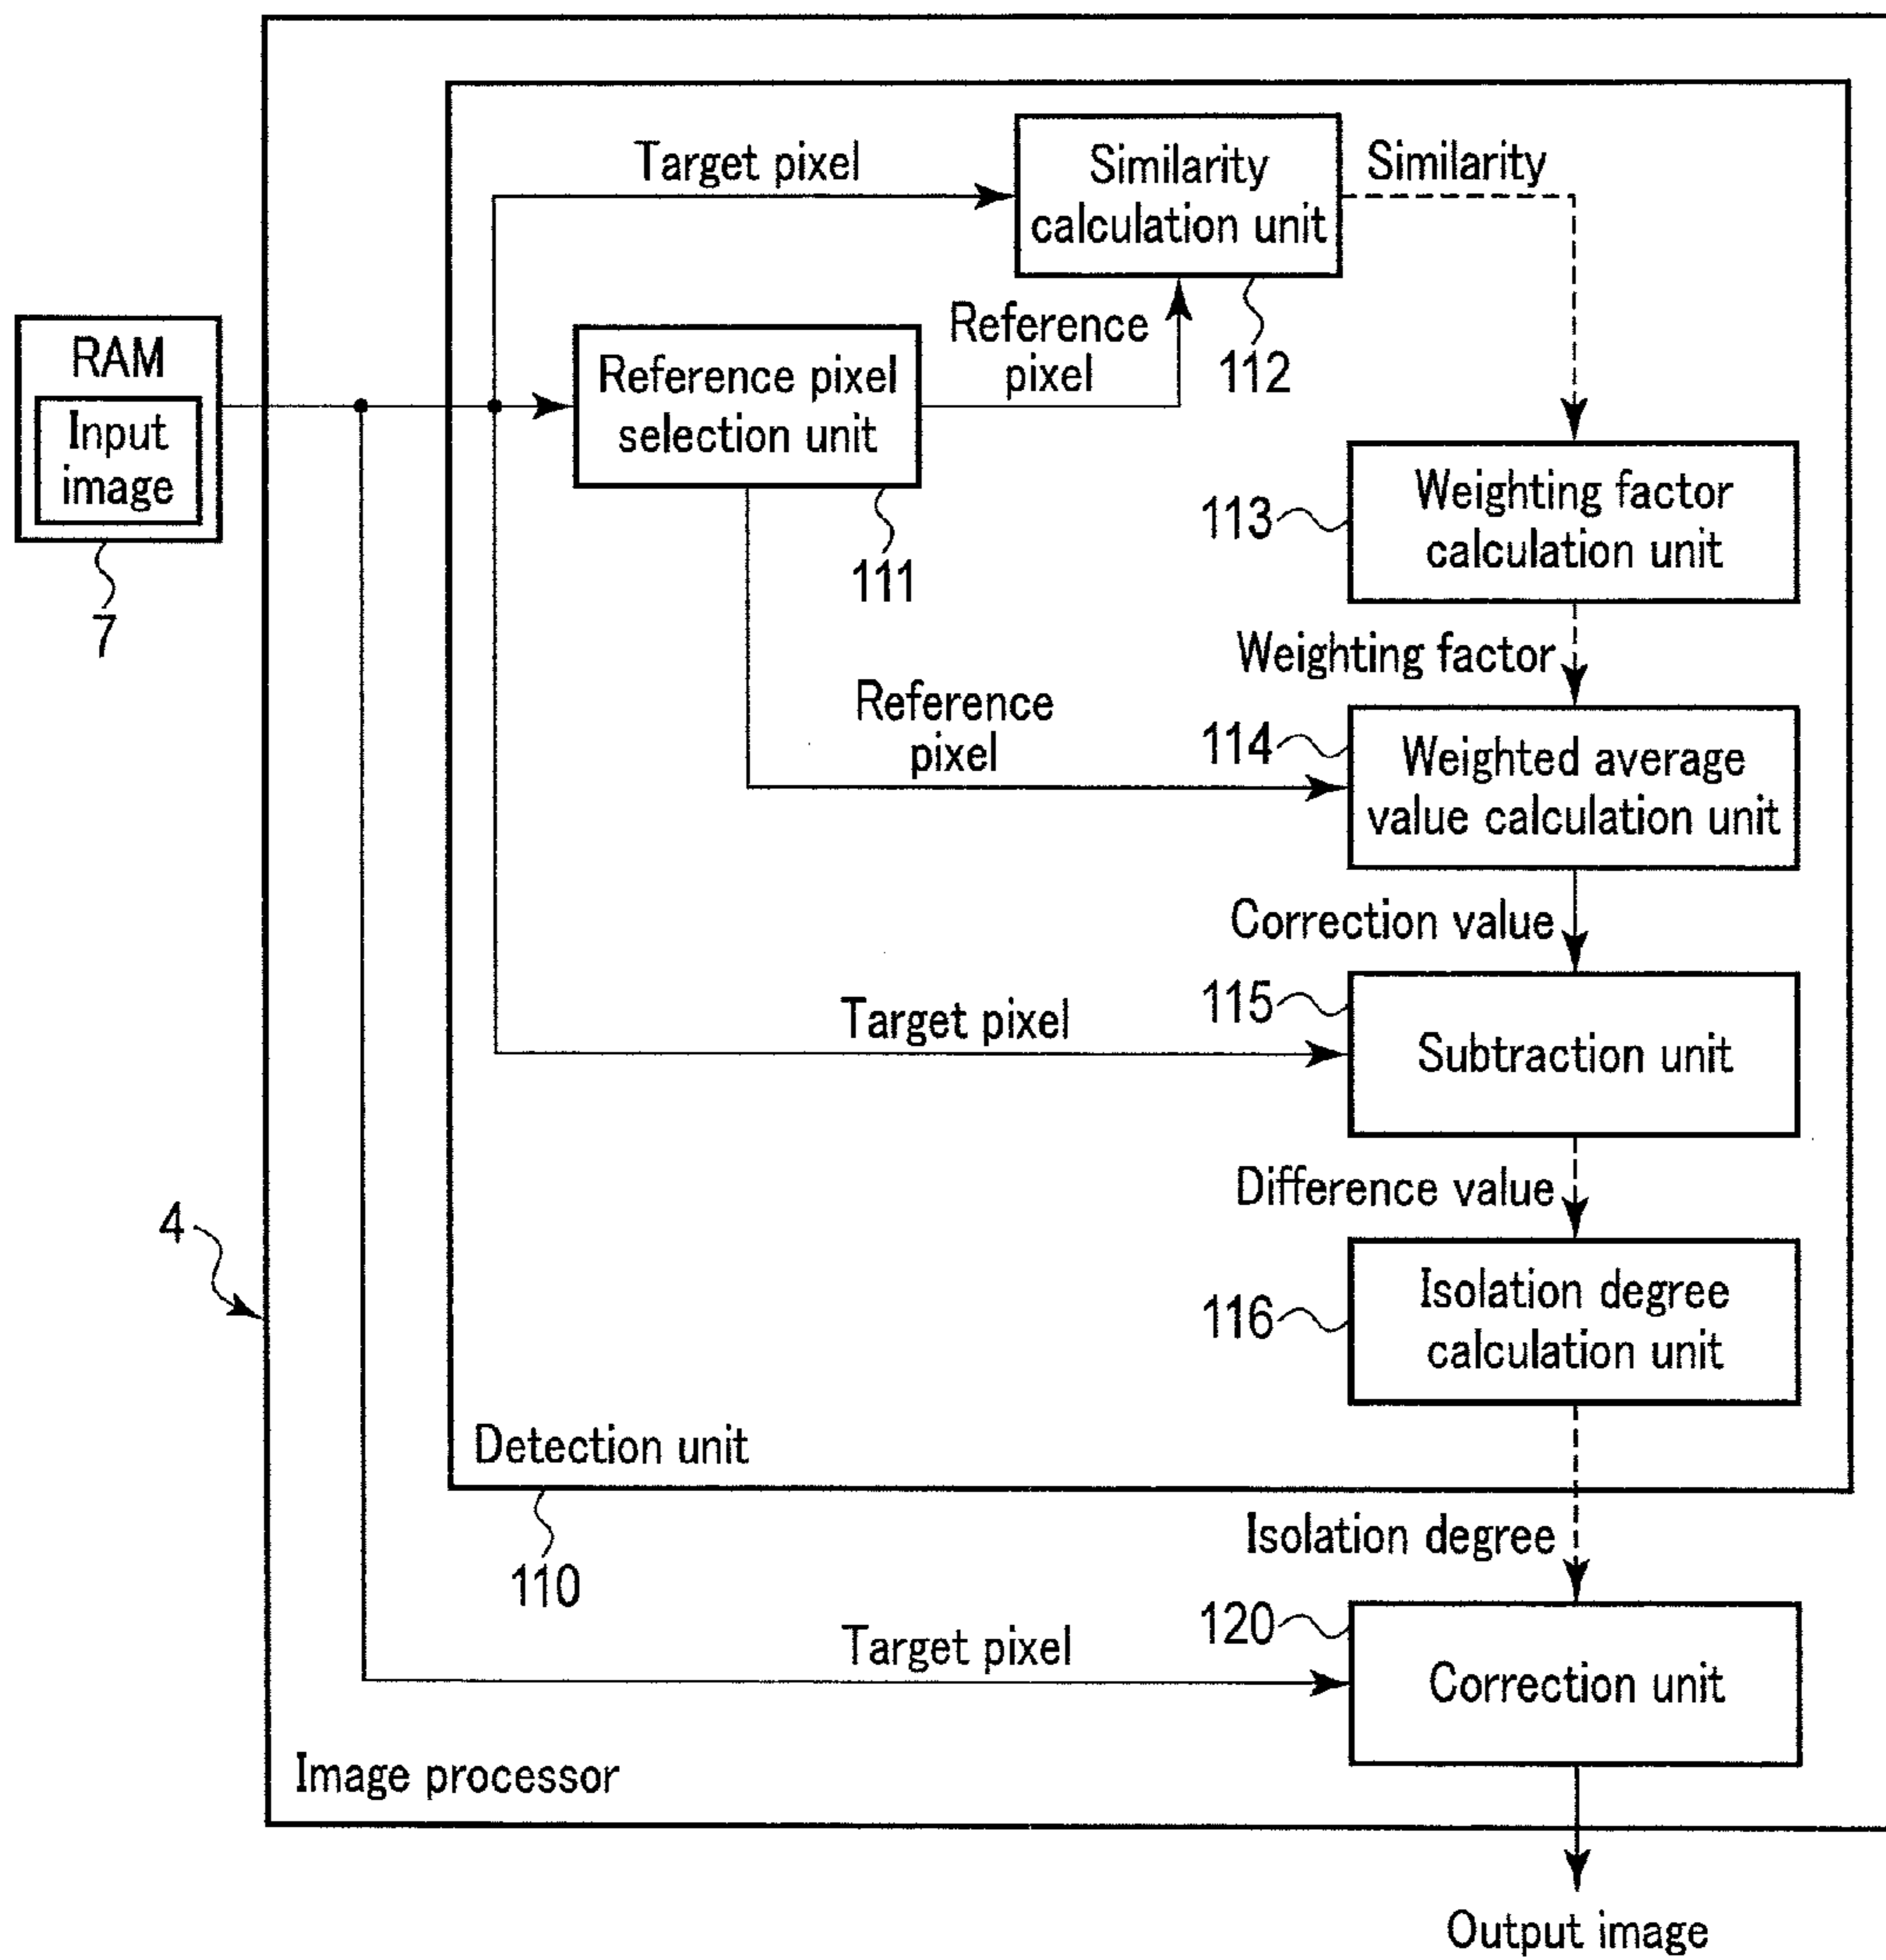 Target pixel
Similarity
calculation unit
Similarity
112
RAM
Input
image
7
Reference pixel
selection unit
111
Reference
pixel
113
Weighting factor
calculation unit
Weighting factor
Reference
pixel
114
Weighted average
value calculation unit
Correction value
Target pixel
115
Subtraction unit
Difference value
4
116
Isolation degree
calculation unit
Detection unit
110
Isolation degree
120
Target pixel
Correction unit
Image processor
Output image